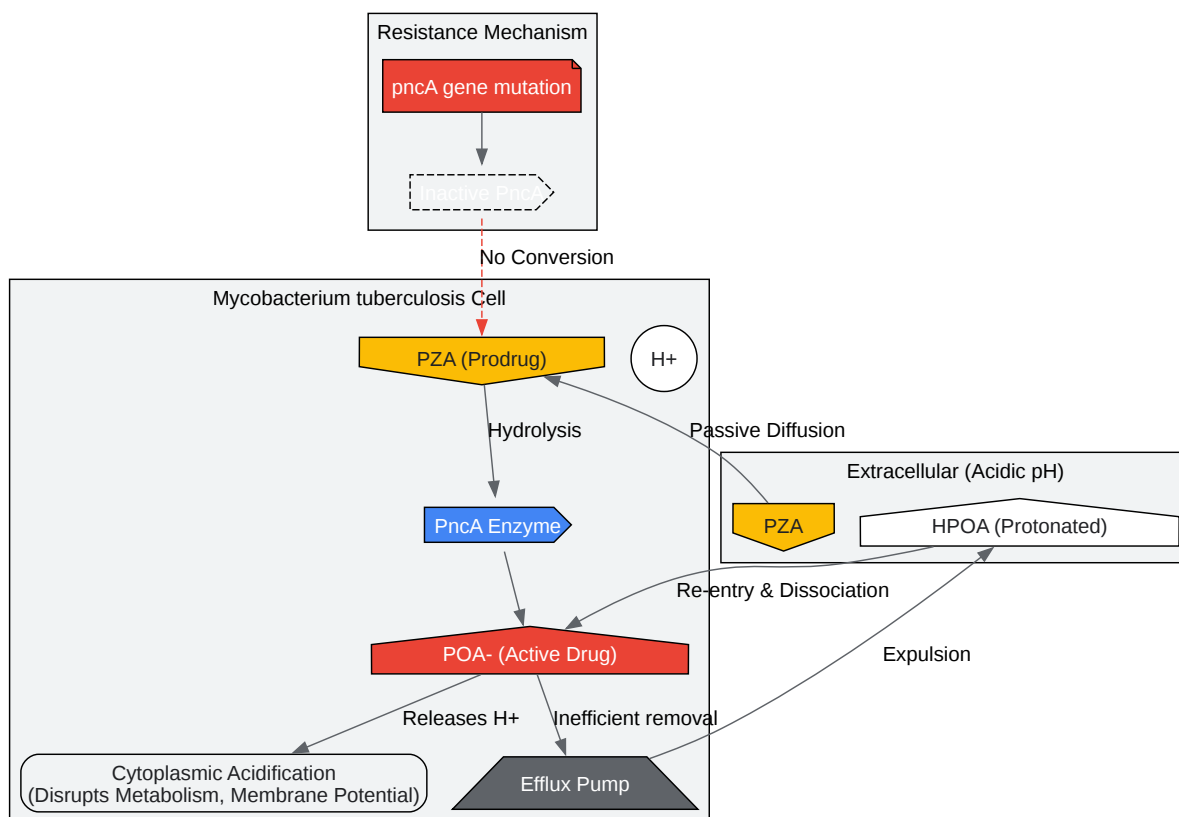 Resistance Mechanism
pncA gene mutation
Inactive PncA
No Conversion
Mycobacterium tuberculosis Cell
PZA (Prodrug)
H+
Hydrolysis
Passive Diffusion
Extracellular (Acidic pH)
PncA Enzyme
PZA
HPOA (Protonated)
Re-entry & Dissociation
POA- (Active Drug)
Expulsion
Releases H+
Inefficient removal
Cytoplasmic Acidification
(Disrupts Metabolism, Membrane Potential)
Efflux Pump